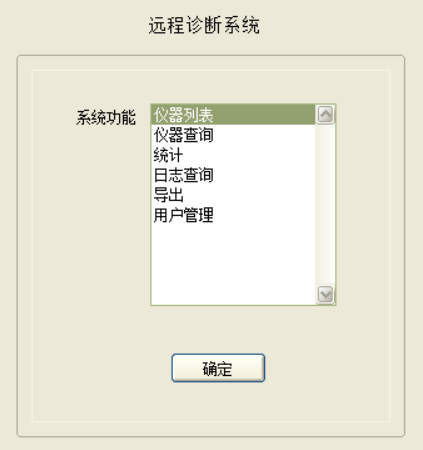 远程诊断系统
系统功能
仪器列表
仪器查询
统计
日志查询
导出
用户管理
确定